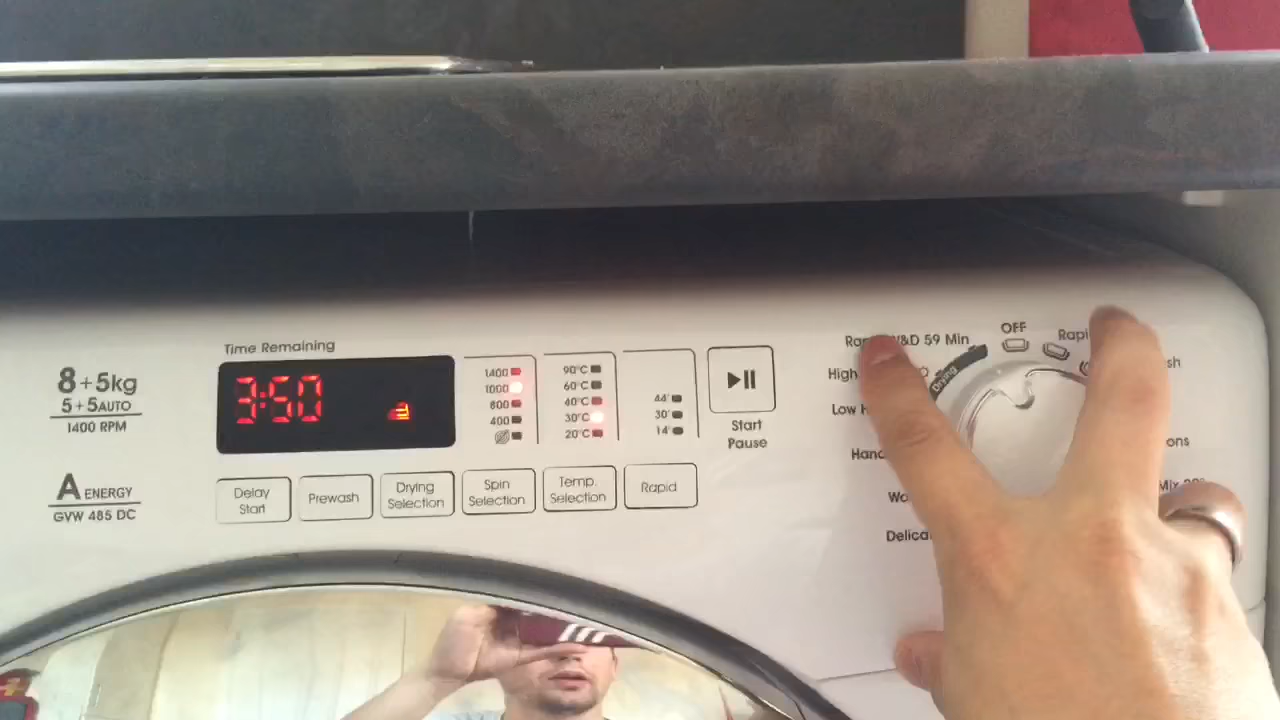 Time Remaining
3:50
8+5kg
5+5AUTO
1400 RPM
A ENERGY
GVW 485 DC
1400
1000
800
400
90°C
60°C
40°C
30°C
20°C
44'
30'
14'
Start
Pause
Delay
Start
Prewash
Drying
Selection
Spin
Selection
Temp.
Selection
Rapid
59 Min
High
Low
Drying
OFF